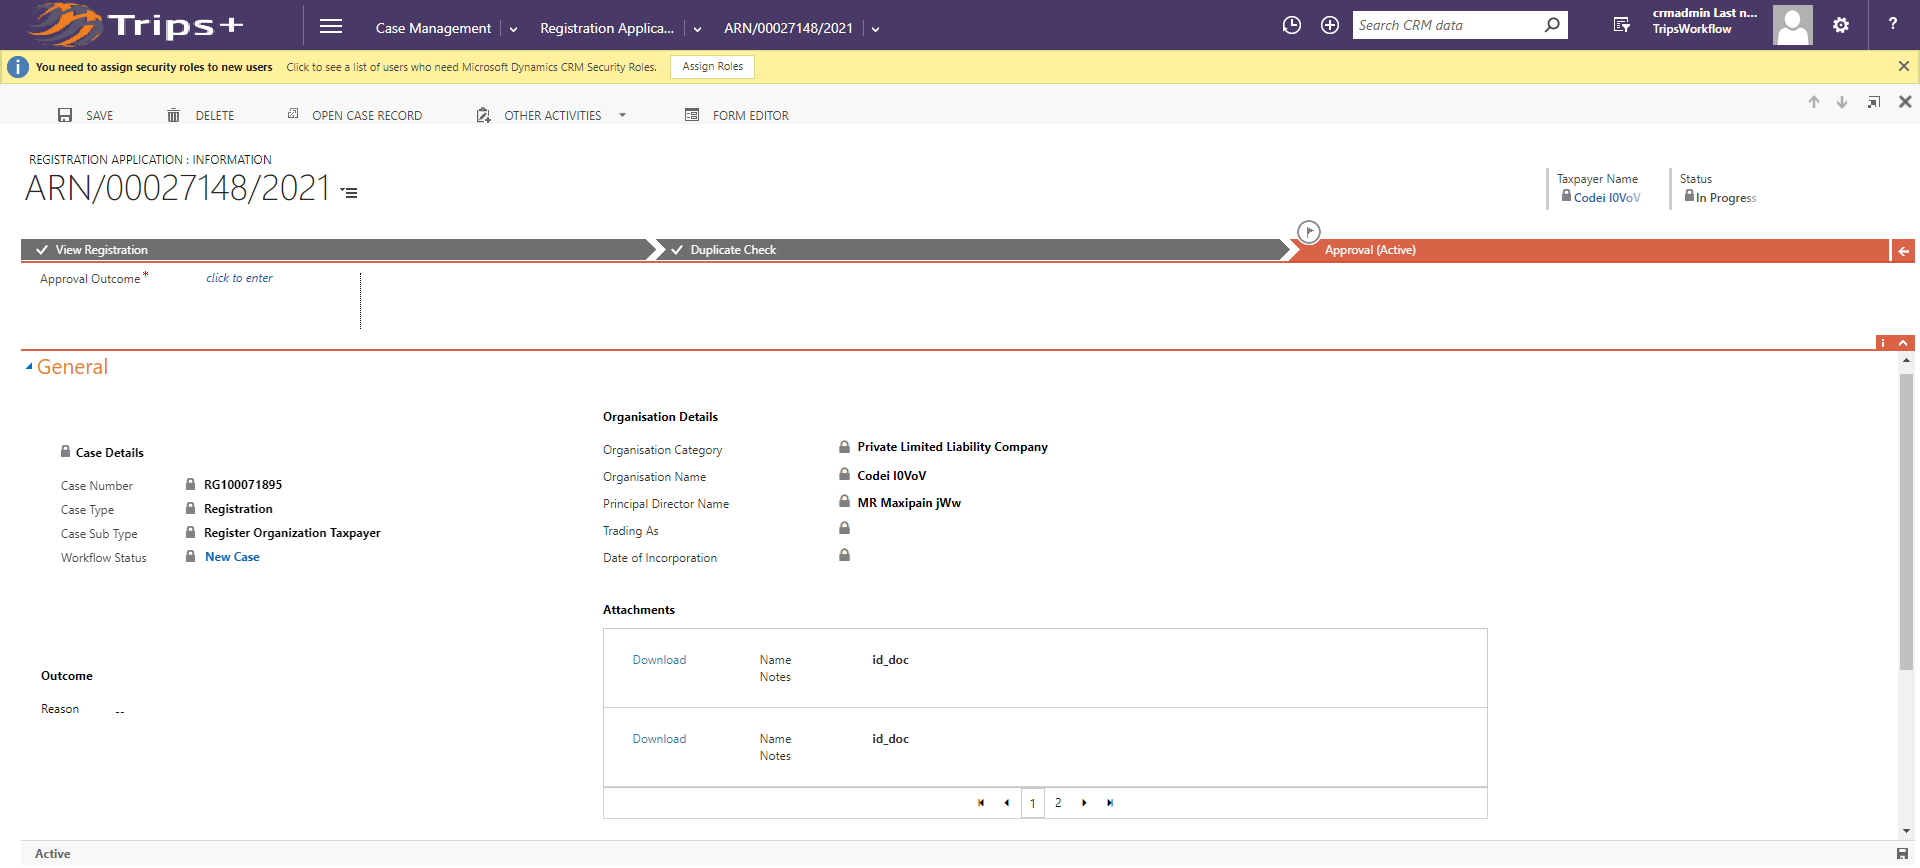 Trips+
Case Management
Registration Applica...
ARN/00027148/2021
Search CRM data
crmadmin Last n...
TripsWorkflow
?
You need to assign security roles to new users Click to see a list of users who need Microsoft Dynamics CRM Security Roles. Assign Roles
SAVE DELETE OPEN CASE RECORD OTHER ACTIVITIES FORM EDITOR
REGISTRATION APPLICATION : INFORMATION
ARN/00027148/2021
Taxpayer Name
Codei I0VoV
Status
In Progress
View Registration Duplicate Check Approval (Active)
Approval Outcome* click to enter
General
Case Details
Case Number RG100071895
Case Type Registration
Case Sub Type Register Organization Taxpayer
Workflow Status New Case
Outcome
Reason --
Organisation Details
Organisation Category Private Limited Liability Company
Organisation Name Codei I0VoV
Principal Director Name MR Maxipain jWw
Trading As
Date of Incorporation
Attachments
Download Name id_doc
Notes
Download Name id_doc
Notes
1 2
Active